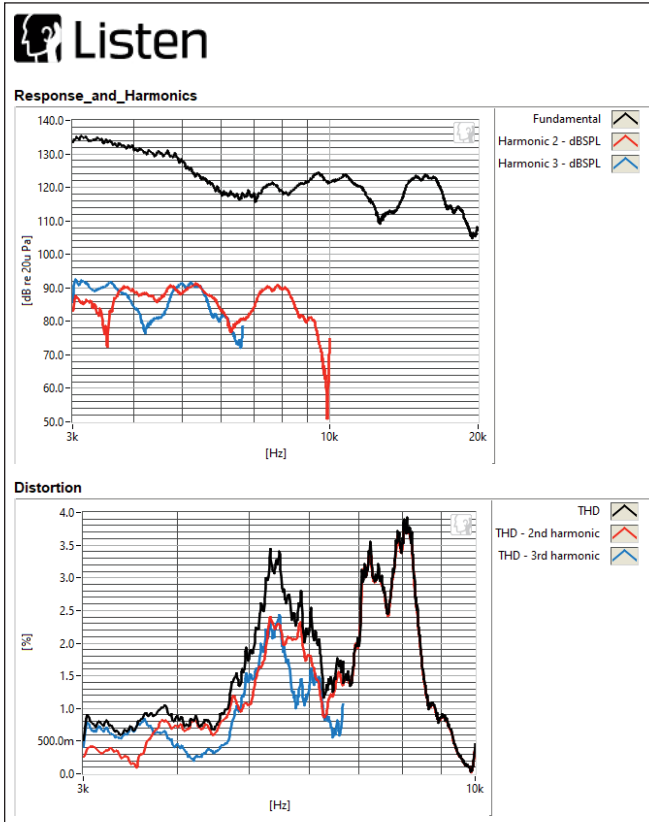 Listen
Response_and_Harmonics
140.0
130.0
120.0
110.0
100.0
90.0
80.0
70.0
60.0
50.0
[dB re 20u Pa]
3k
10k
20k
[Hz]
Fundamental
Harmonic 2 - dBSPL
Harmonic 3 - dBSPL
Distortion
4.0
3.5
3.0
2.5
2.0
1.5
1.0
500.0m
0.0
[%]
3k
10k
[Hz]
THD
THD - 2nd harmonic
THD - 3rd harmonic